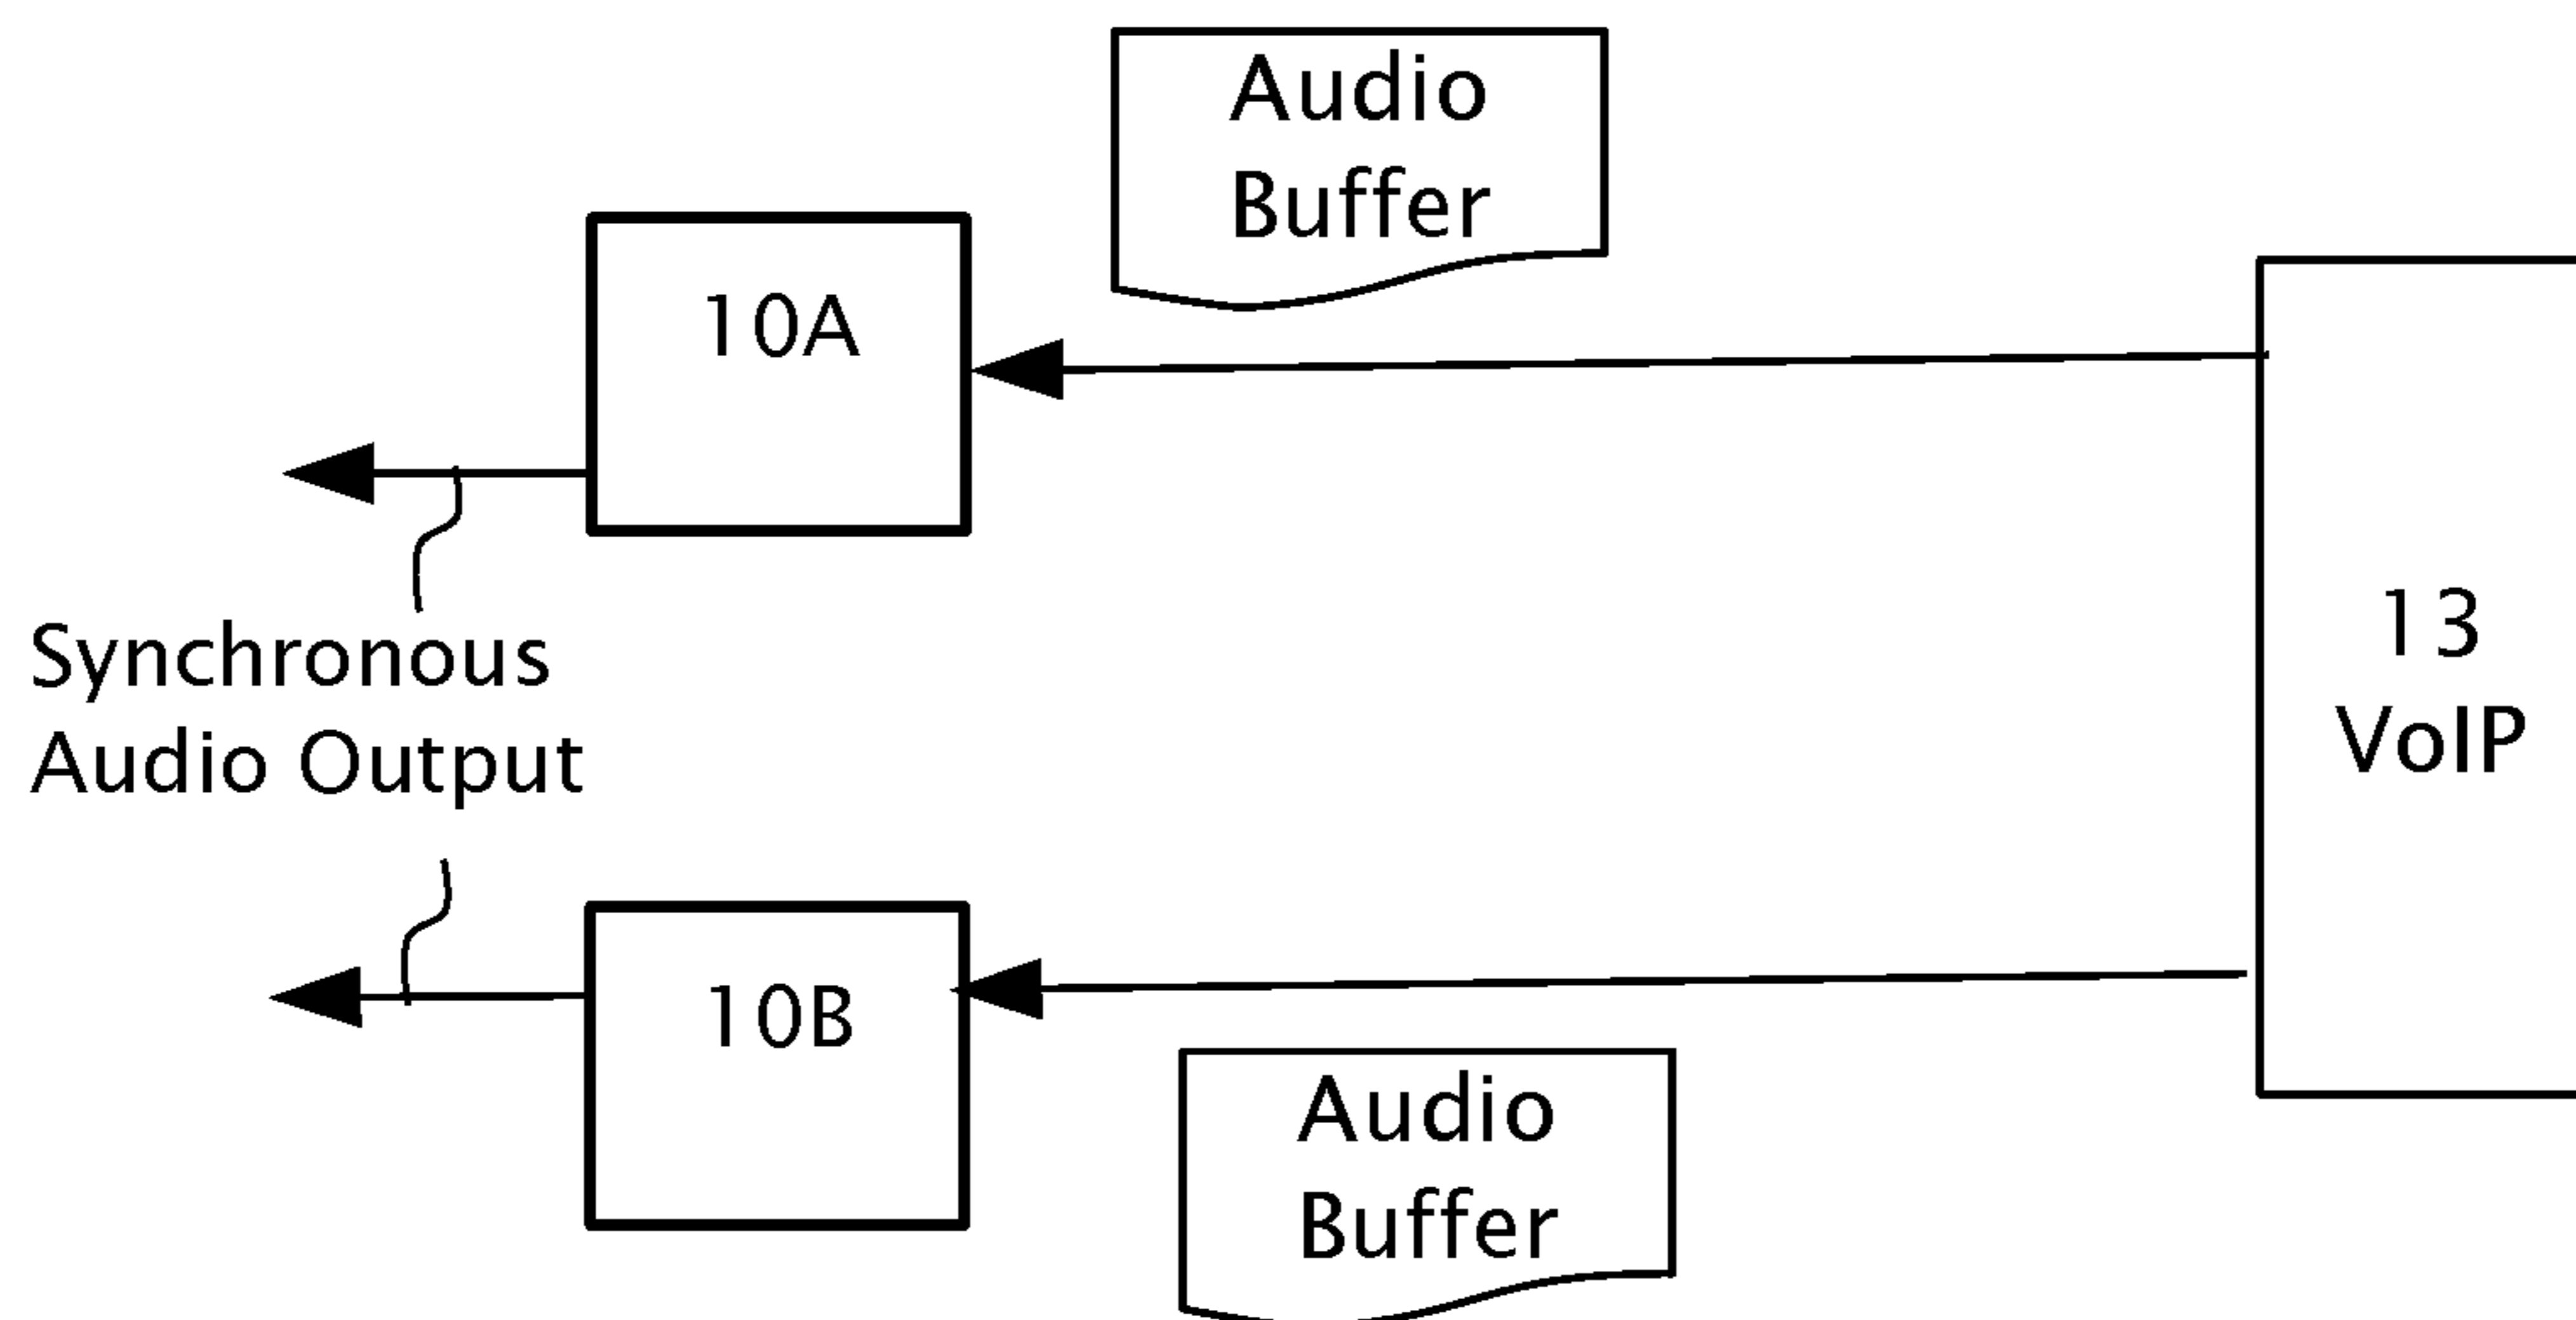 Audio
Buffer
10A
Synchronous
Audio Output
13
VoIP
10B
Audio
Buffer